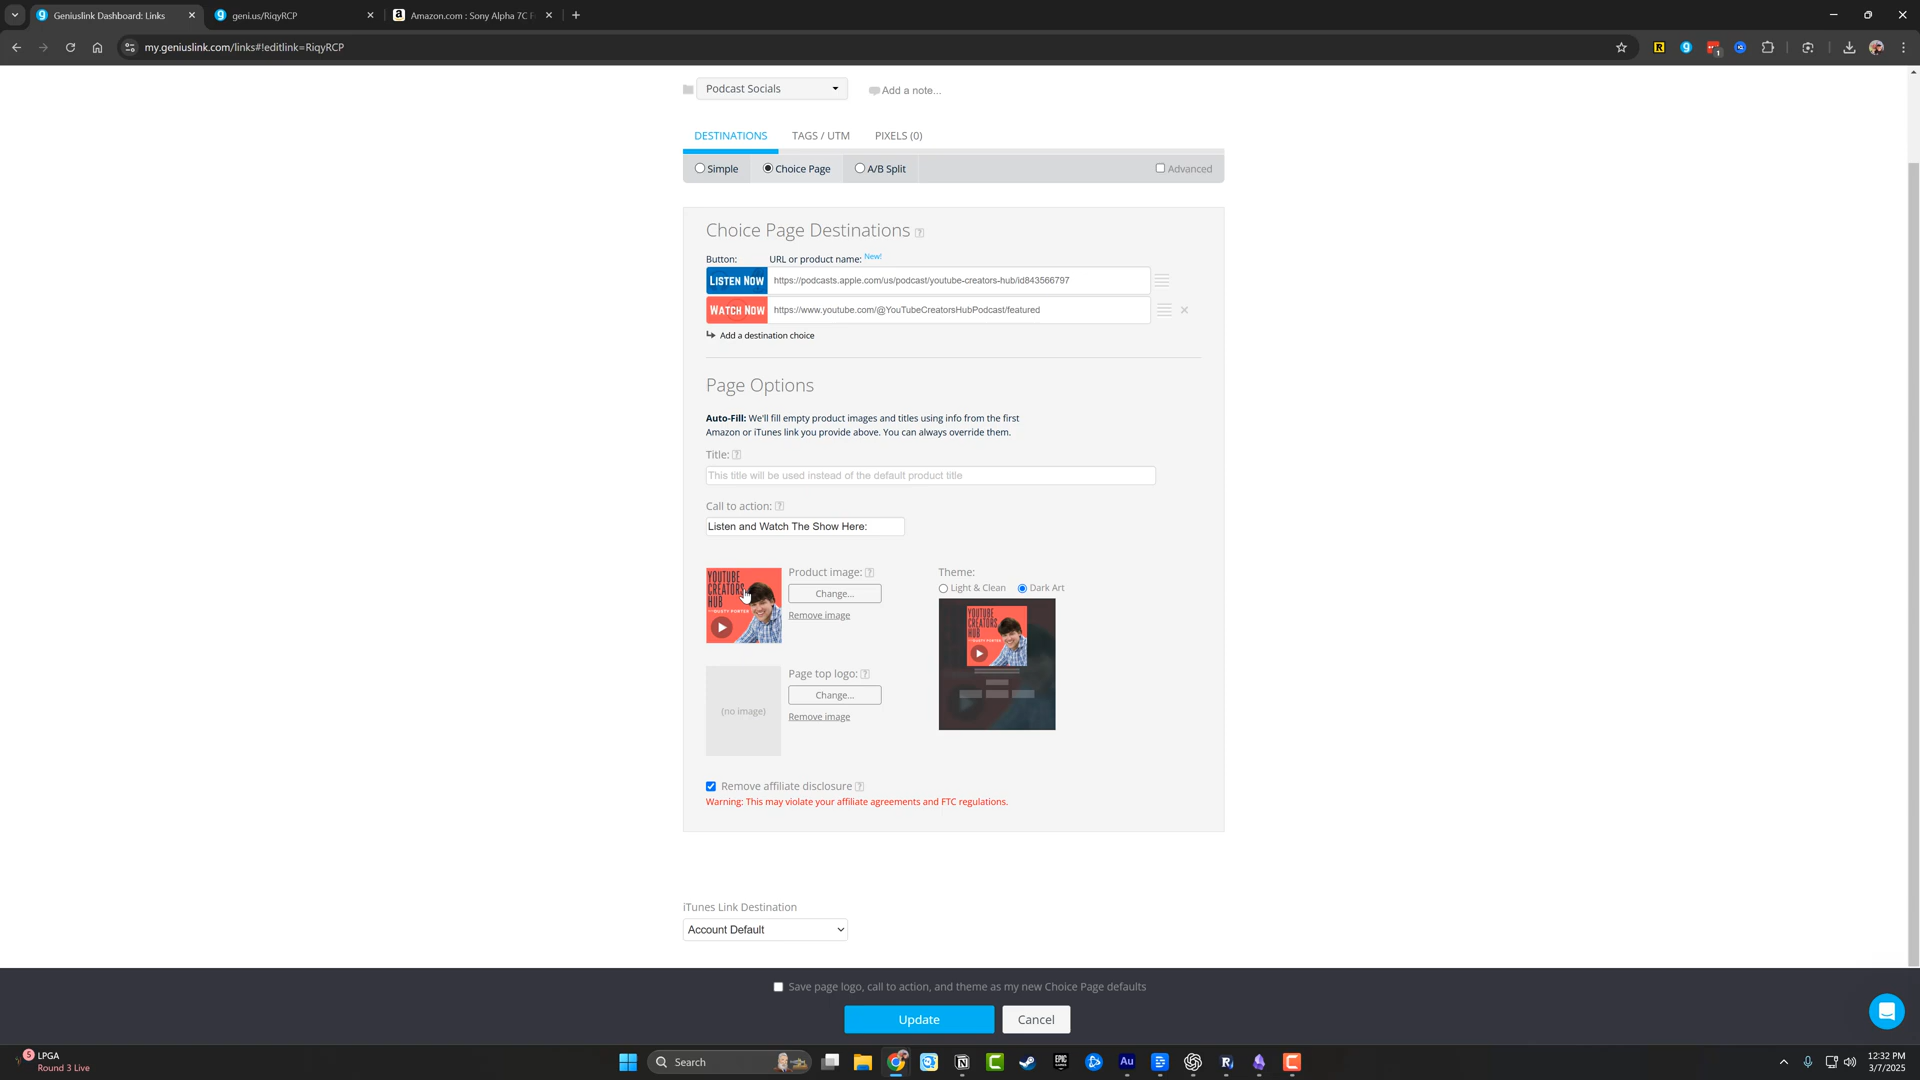 Geniuslink Dashboard: Links
geni.us/RiqyRCP
Amazon.com : Sony Alpha 7C F
my.geniuslink.com/links#!editlink=RiqyRCP
Podcast Socials
Add a note...
DESTINATIONS
TAGS / UTM
PIXELS (0)
Simple
Choice Page
A/B Split
Advanced
Choice Page Destinations
Button:
URL or product name: New!
LISTEN NOW
https://podcasts.apple.com/us/podcast/youtube-creators-hub/id843566797
WATCH NOW
https://www.youtube.com/@YouTubeCreatorsHubPodcast/featured
Add a destination choice
Page Options
Auto-Fill: We'll fill empty product images and titles using info from the first
Amazon or iTunes link you provide above. You can always override them.
Title:
This title will be used instead of the default product title
Call to action:
Listen and Watch The Show Here:
YOUTUBE
CREATORS
HUB
DUSTY PORTER
Product image:
Change...
Remove image
Theme:
Light & Clean
Dark Art
YOUTUBE
CREATORS
HUB
Page top logo:
Change...
Remove image
(no image)
Remove affiliate disclosure
Warning: This may violate your affiliate agreements and FTC regulations.
iTunes Link Destination
Account Default
Save page logo, call to action, and theme as my new Choice Page defaults
Update
Cancel
5
LPGA
Round 3 Live
Search
12:32 PM
3/7/2025